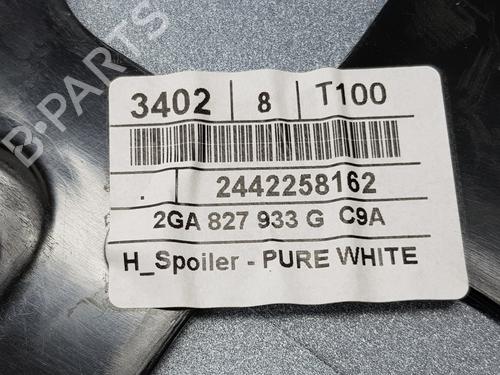 3402 8 T100
. 2442258162
2GA 827 933 G C9A
H_Spoiler - PURE WHITE
B-PARTS